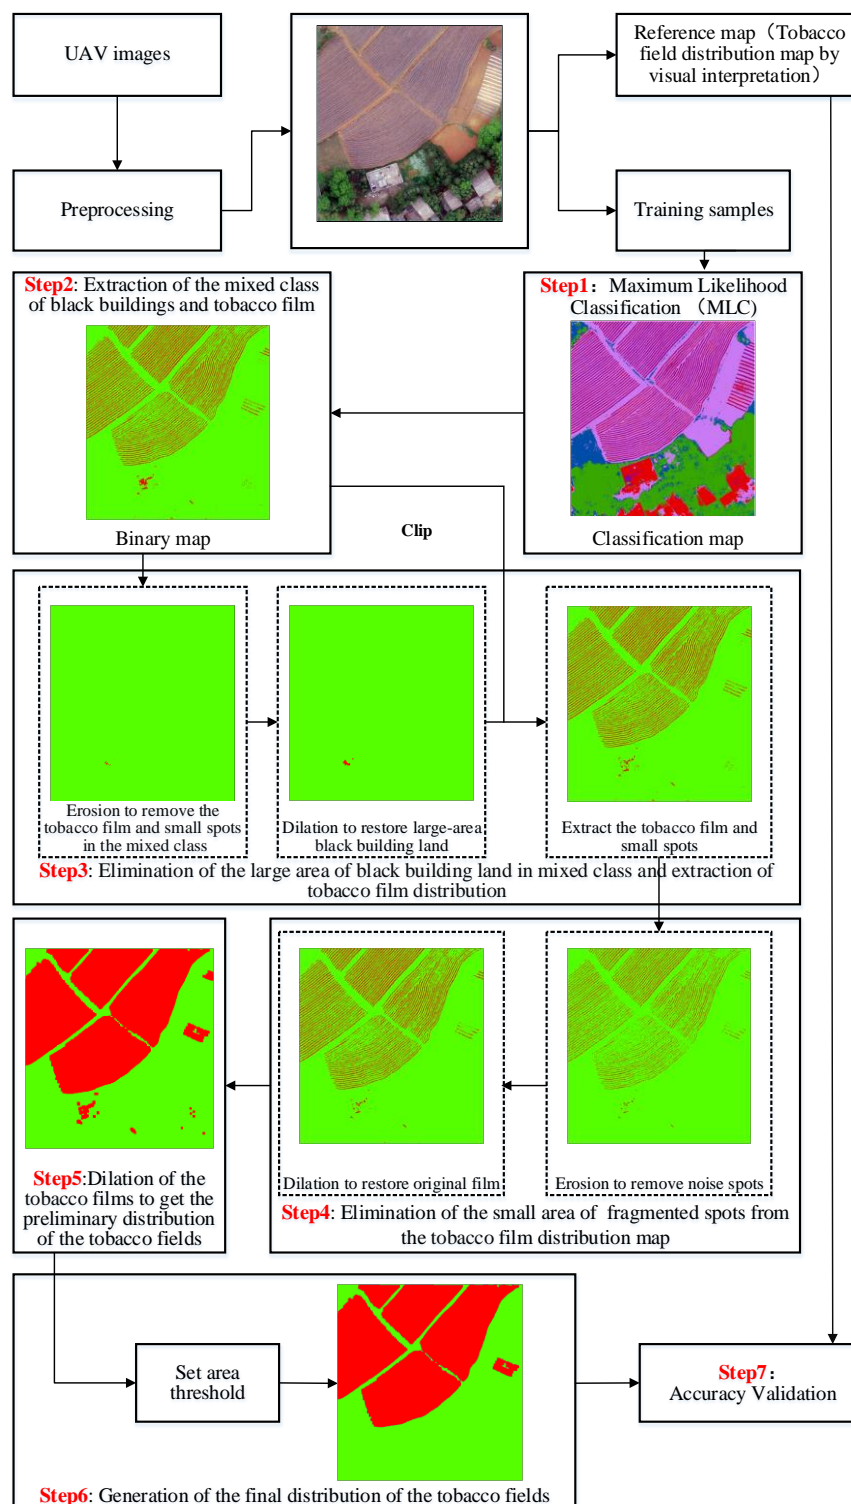 UAV images
Reference map（Tobacco
field distribution map by
visual interpretation）
Preprocessing
Training samples
Step2: Extraction of the mixed class
of black buildings and tobacco film
Binary map
Step1：Maximum Likelihood
Classification （MLC)
Classification map
Clip
Erosion to remove the
tobacco film and small spots
in the mixed class
Dilation to restore large-area
black building land
Extract the tobacco film and
small spots
Step3: Elimination of the large area of black building land in mixed class and extraction of
tobacco film distribution
Step5:Dilation of the
tobacco films to get the
preliminary distribution
of the tobacco fields
Dilation to restore original film
Erosion to remove noise spots
Step4: Elimination of the small area of fragmented spots from
the tobacco film distribution map
Set area
threshold
Step7：
Accuracy Validation
Step6: Generation of the final distribution of the tobacco fields